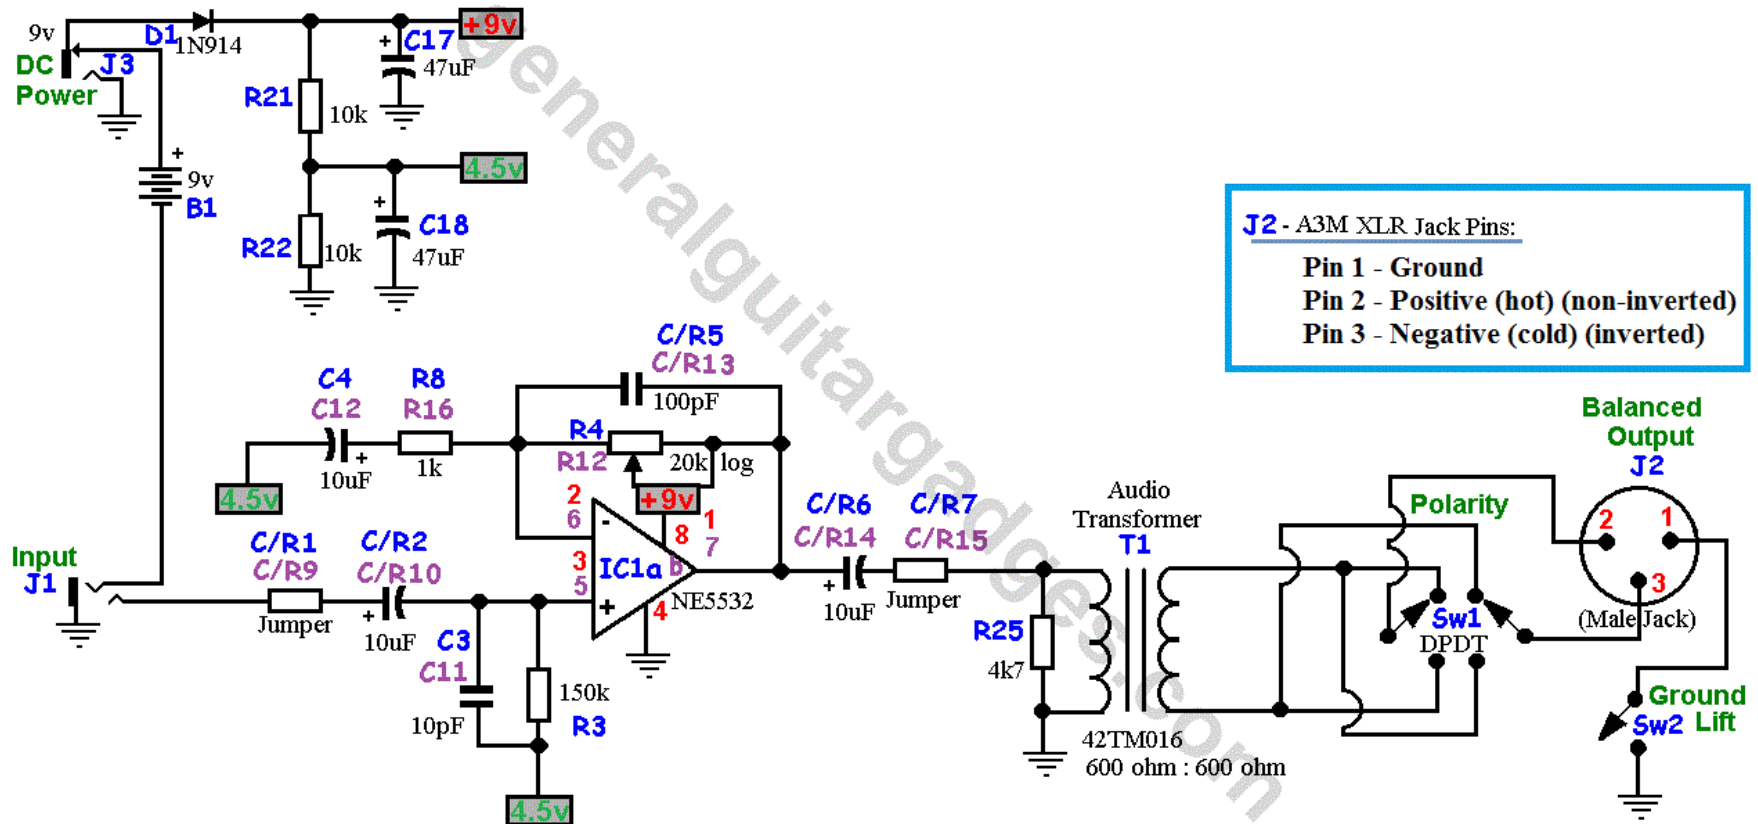 9v
D1
1N914
+9v
+
C17
47uF
DC
Power
J3
R21
10k
4.5v
+
9v
B1
R22
10k
+
C18
47uF
generalguitargadgets.com
J2 - A3M XLR Jack Pins:
Pin 1 - Ground
Pin 2 - Positive (hot) (non-inverted)
Pin 3 - Negative (cold) (inverted)
C/R5
C/R13
100pF
C4
C12
+
10uF
R8
R16
1k
R4
R12
20k log
4.5v
+9v
2
6
-
8
1
7
3
5
+
IC1a
b
4
NE5532
Input
J1
C/R1
C/R9
Jumper
C/R2
C/R10
+
10uF
C3
C11
10pF
150k
R3
4.5v
C/R6
C/R14
+
10uF
C/R7
C/R15
Jumper
R25
4k7
Audio
Transformer
T1
42TM016
600 ohm : 600 ohm
Polarity
Sw1
DPDT
Balanced
Output
J2
2
1
3
(Male Jack)
Ground
Lift
Sw2